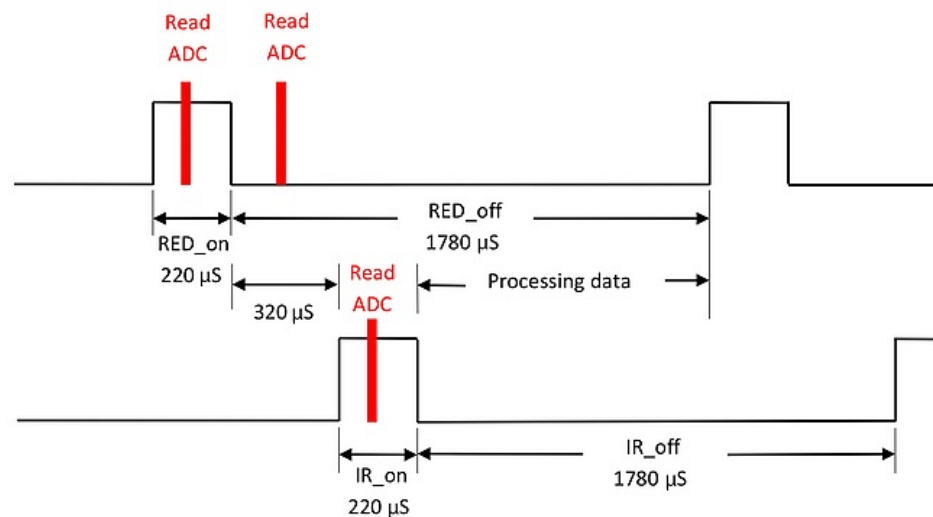 Read
ADC
Read
ADC
RED_on
220 µS
RED_off
1780 µS
320 µS
Read
ADC
Processing data
IR_on
220 µS
IR_off
1780 µS